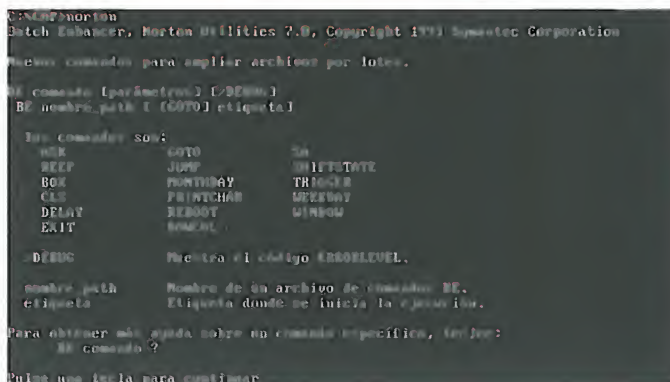 C:\CMP>norton
Batch Enhancer, Norton Utilities 7.0, Copyright 1993 Symantec Corporation
Nuevos comandos para ampliar archivos por lotes.
BE comando [parámetros] [/DEBUG]
BE nombre_path [ [GOTO] etiqueta]
Los comandos son:
ASK GOTO SA
BEEP JUMP SHIFTSTATE
BOX MONTHDAY TRIGGER
CLS PRINTCHAR WEEKDAY
DELAY REBOOT WINDOW
EXIT ROWCOL
/DEBUG Muestra el código ERRORLEVEL.
nombre_path Nombre de un archivo de comandos BE.
etiqueta Etiqueta donde se inicia la ejecución.
Para obtener más ayuda sobre un comando específico, teclee:
BE comando ?
Pulse una tecla para continuar